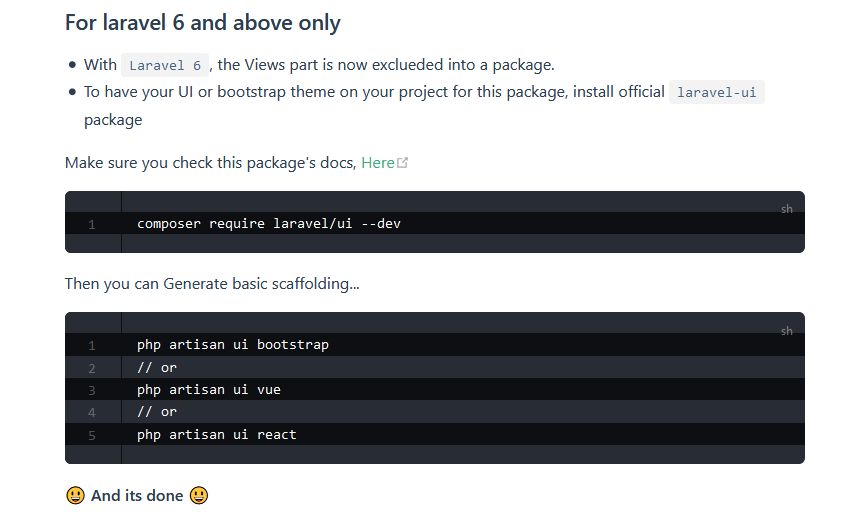 For laravel 6 and above only
With Laravel 6, the Views part is now exclueded into a package.
To have your UI or bootstrap theme on your project for this package, install official laravel-ui
package
Make sure you check this package's docs, Here
sh
1 composer require laravel/ui --dev
Then you can Generate basic scaffolding...
sh
1 php artisan ui bootstrap
2 // or
3 php artisan ui vue
4 // or
5 php artisan ui react
😃 And its done 😃